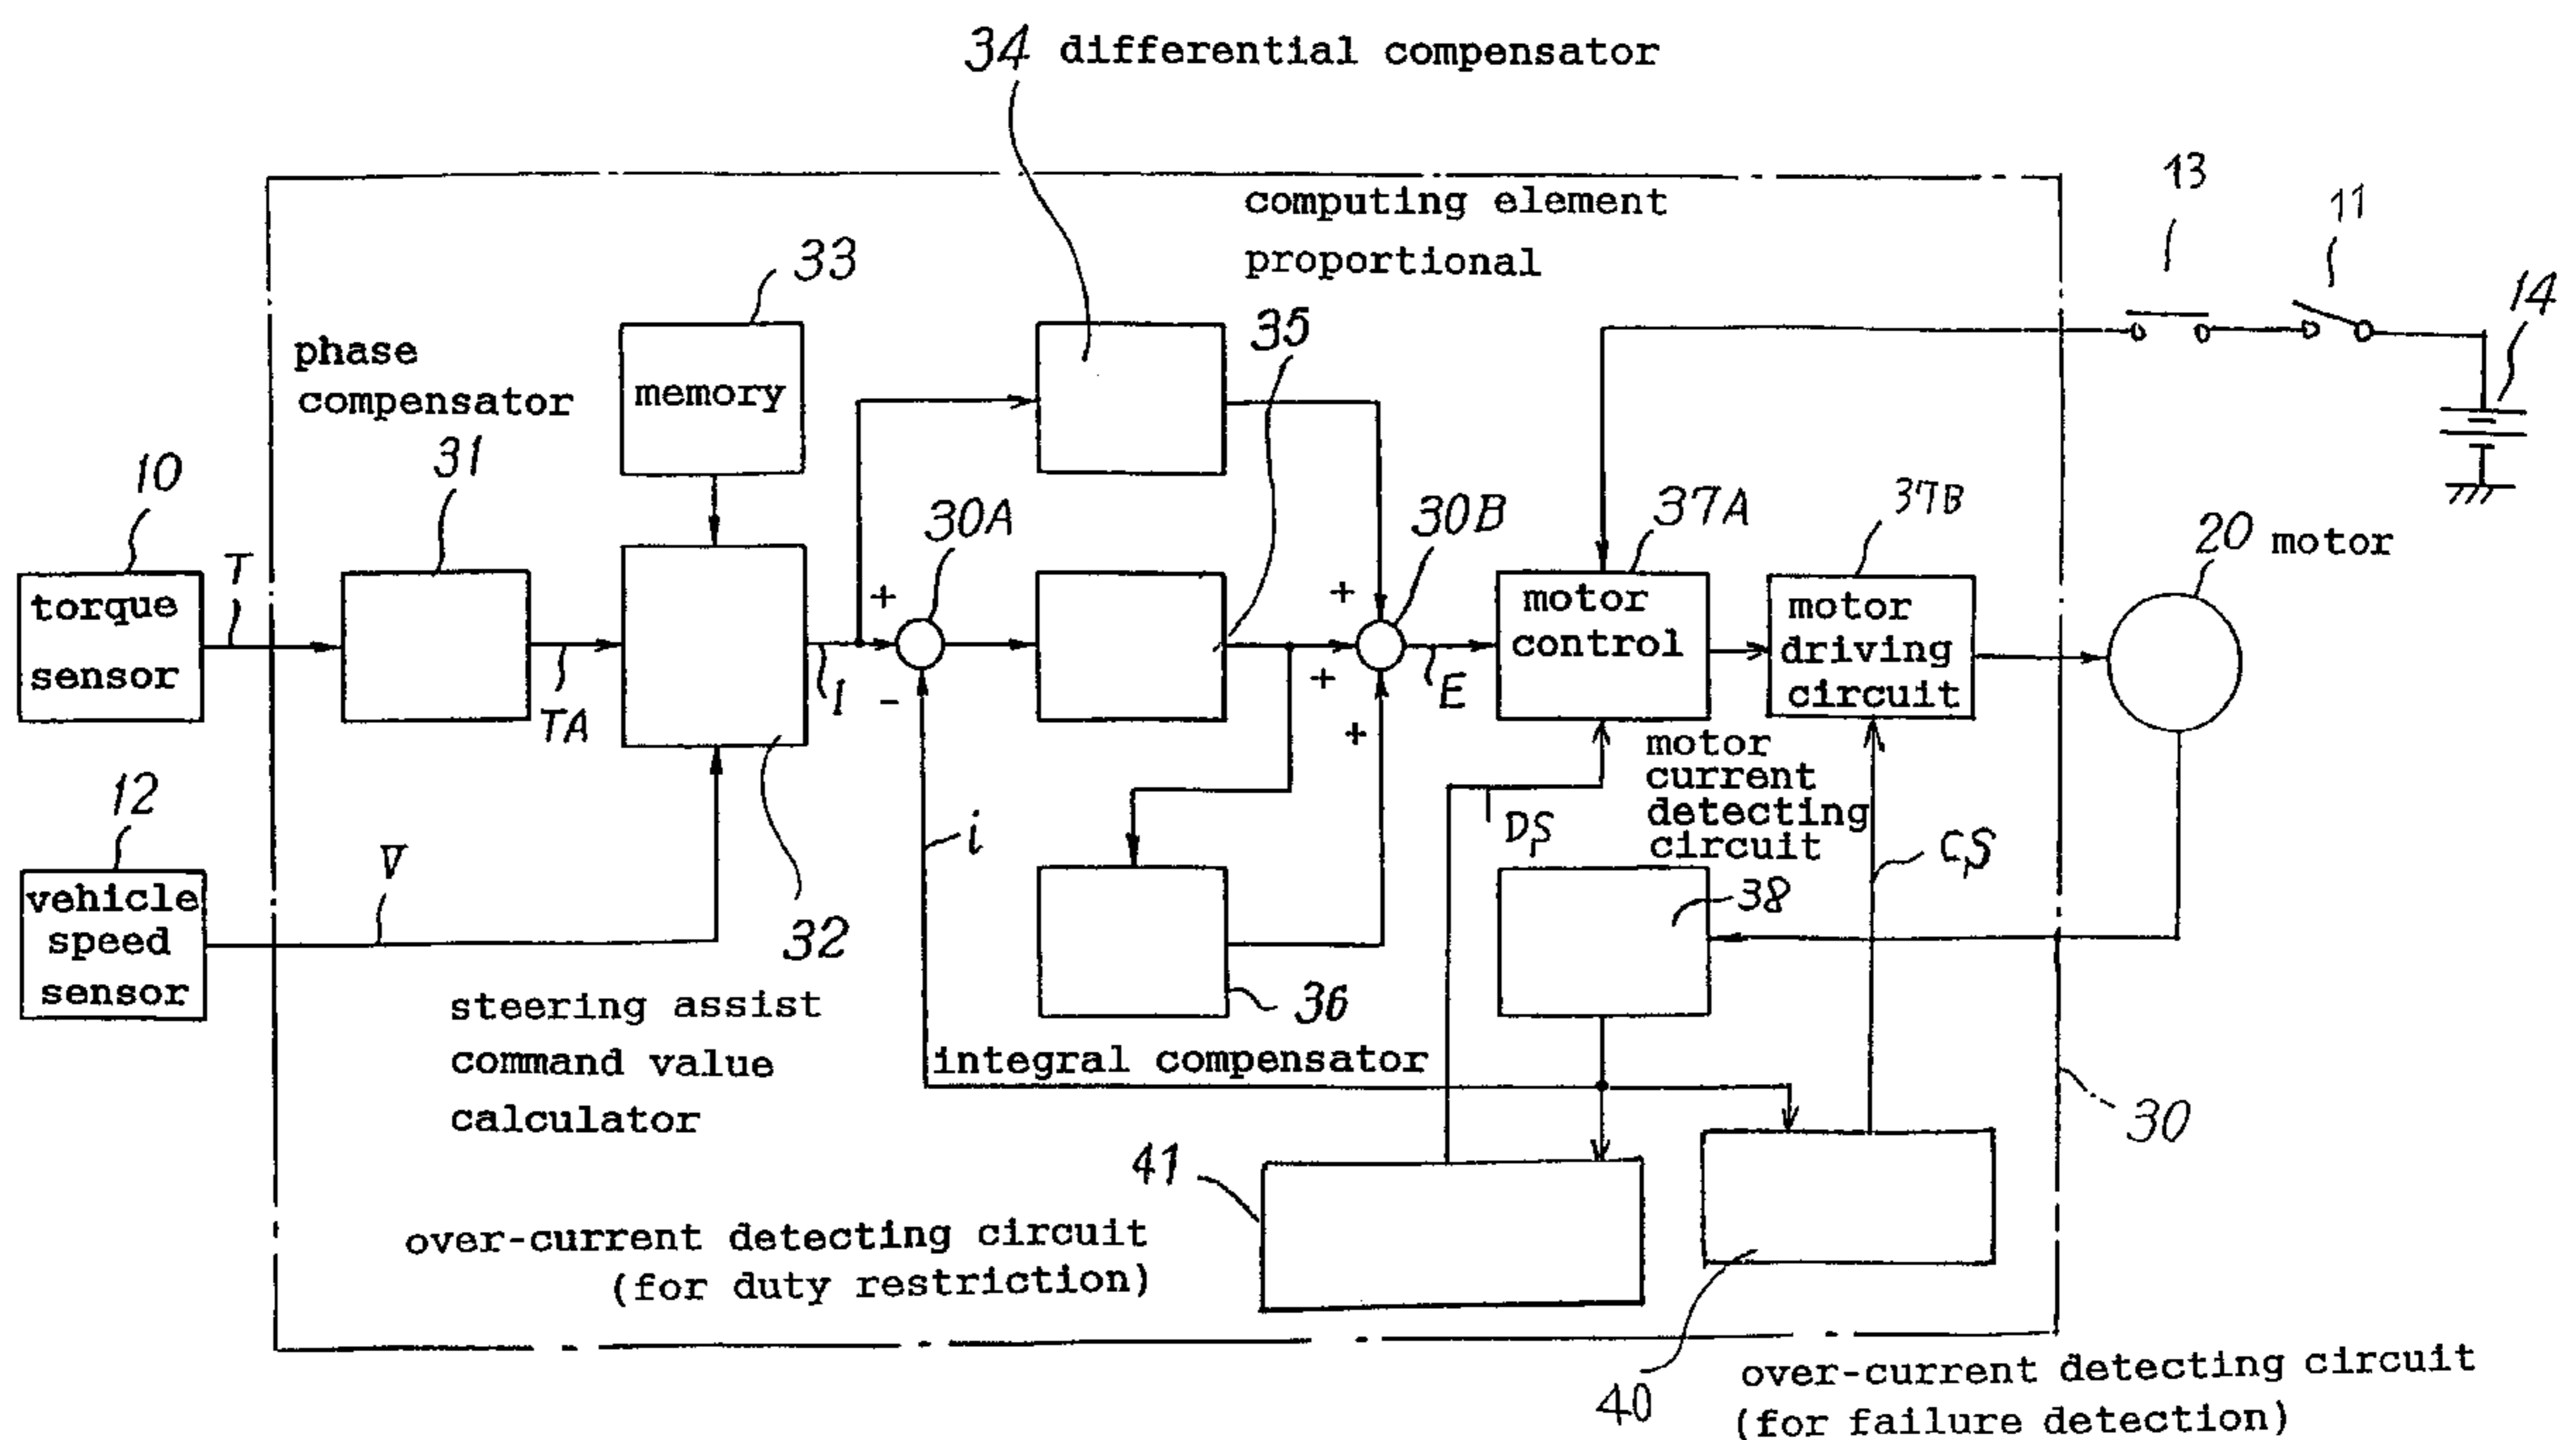 34 differential compensator
computing element
proportional
13
11
14
33
memory
phase
compensator
31
35
10
torque
sensor
T
TA
30A
+
-
I
30B
+
+
+
E
37A
motor
control
37B
motor
driving
circuit
20 motor
12
vehicle
speed
sensor
V
32
i
36
DS
motor
current
detecting
circuit
38
CS
steering assist
command value
calculator
integral compensator
30
41
over-current detecting circuit
(for duty restriction)
40
over-current detecting circuit
(for failure detection)